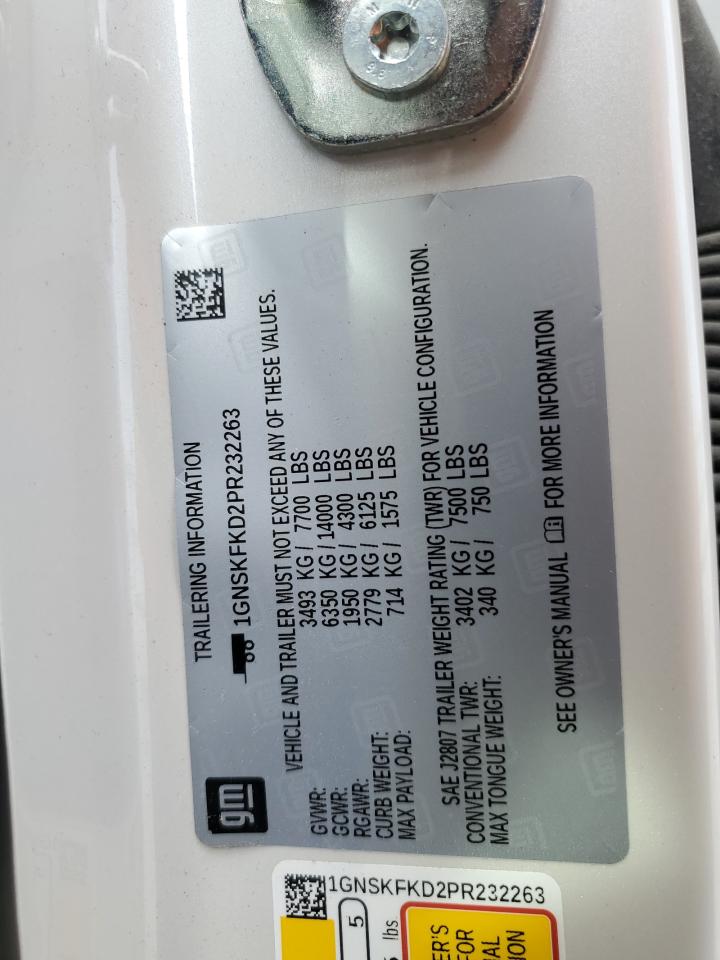 TRAILERING INFORMATION
1GNSKFKD2PR232263
VEHICLE AND TRAILER MUST NOT EXCEED ANY OF THESE VALUES.
GVWR: 3493 KG / 7700 LBS
GCWR: 6350 KG / 14000 LBS
RGAWR: 1950 KG / 4300 LBS
CURB WEIGHT: 2779 KG / 6125 LBS
MAX PAYLOAD: 714 KG / 1575 LBS
SAE J2807 TRAILER WEIGHT RATING (TWR) FOR VEHICLE CONFIGURATION.
CONVENTIONAL TWR: 3402 KG / 7500 LBS
MAX TONGUE WEIGHT: 340 KG / 750 LBS
SEE OWNER'S MANUAL FOR MORE INFORMATION
gm
1GNSKFKD2PR232263
5
lbs
ER'S
FOR
AL
ION